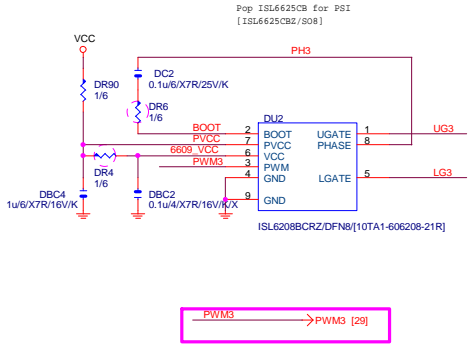 Pop ISL6625CB for PSI
[ISL6625CBZ/SO8]
VCC
PH3
DC2
0.1u/6/X7R/25V/K
DR90
1/6
DR6
1/6
DU2
BOOT 2 BOOT UGATE 1 UG3
PVCC 7 PVCC PHASE 8
6609_VCC 6 VCC
PWM3 3 PWM
4 GND LGATE 5 LG3
9 GND
DR4
1/6
DBC4
1u/6/X7R/16V/K
DBC2
0.1u/4/X7R/16V/K/X
ISL6208BCRZ/DFN8/[10TA1-606208-21R]
PWM3 PWM3 [29]